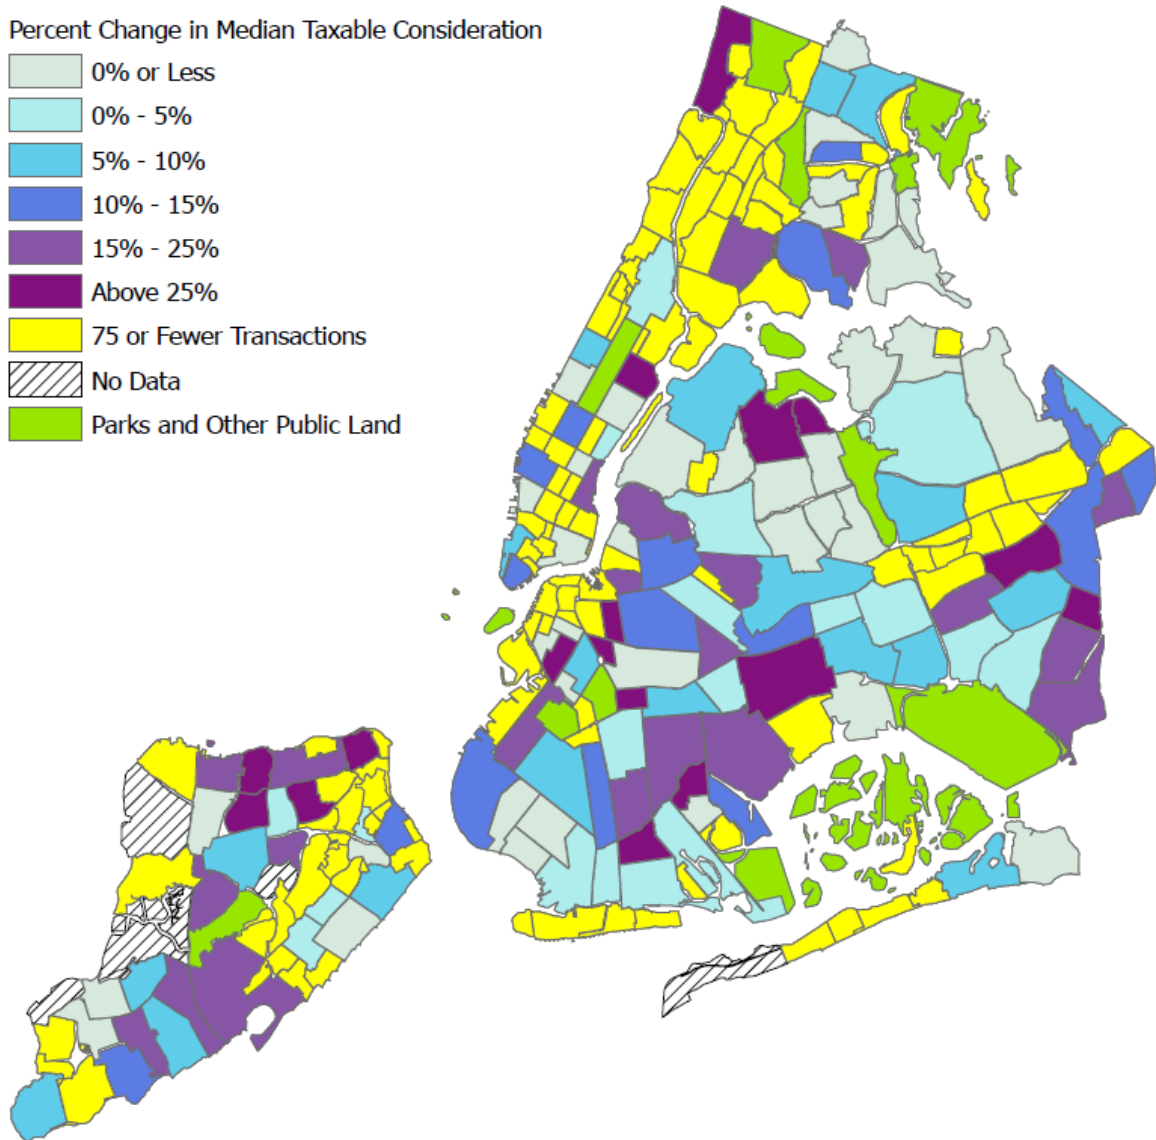 Percent Change in Median Taxable Consideration
0% or Less
0% - 5%
5% - 10%
10% - 15%
15% - 25%
Above 25%
75 or Fewer Transactions
No Data
Parks and Other Public Land